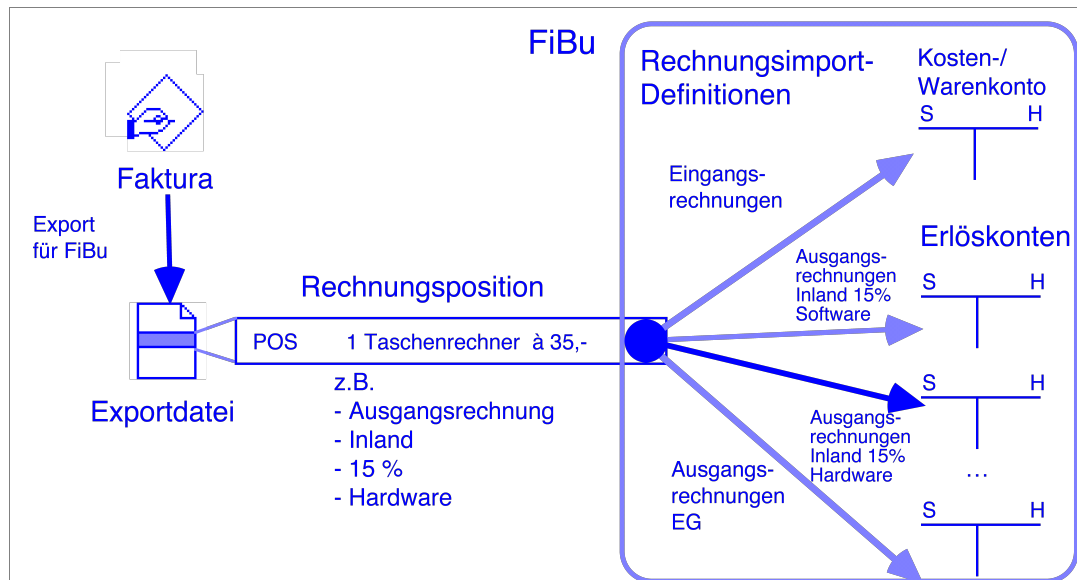 FiBu
Rechnungsimport-
Definitionen
Kosten-/
Warenkonto
S H
Faktura
Export
für FiBu
Eingangs-
rechnungen
Erlöskonten
Ausgangs-
rechnungen
Inland 15%
Software
S H
Rechnungsposition
POS 1 Taschenrechner à 35,-
Exportdatei
z.B.
- Ausgangsrechnung
- Inland
- 15 %
- Hardware
S H
Ausgangs-
rechnungen
Inland 15%
Hardware
...
Ausgangs-
rechnungen
EG
S H